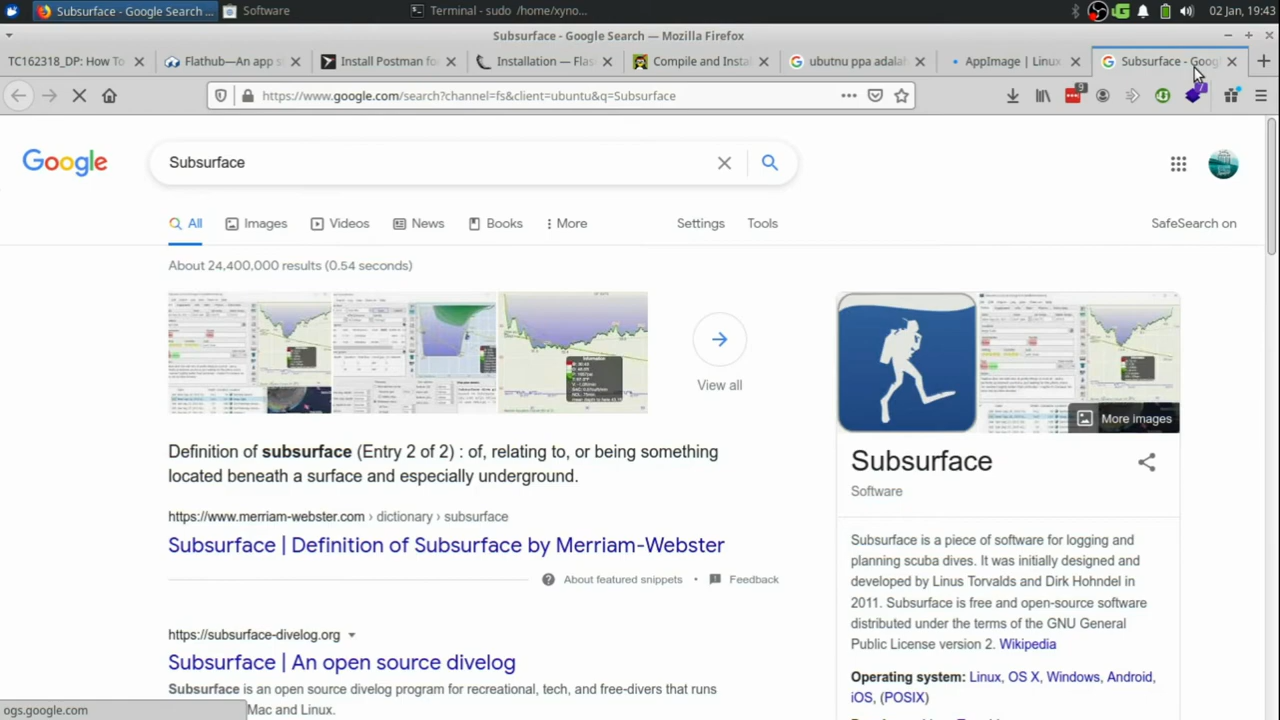 Subsurface - Google Search ...
Software
Terminal - sudo /home/xyno...
02 Jan, 19:43
Subsurface - Google Search — Mozilla Firefox
TC162318_DP: How To
Flathub—An app s
Install Postman fo
Installation — Flas
Compile and Instal
ubutnu ppa adalah
AppImage | Linux
Subsurface - Goog
https://www.google.com/search?channel=fs&client=ubuntu&q=Subsurface
9
7
Google
Subsurface
All
Images
Videos
News
Books
More
Settings
Tools
SafeSearch on
About 24,400,000 results (0.54 seconds)
View all
More images
Definition of subsurface (Entry 2 of 2) : of, relating to, or being something
located beneath a surface and especially underground.
https://www.merriam-webster.com › dictionary › subsurface
Subsurface | Definition of Subsurface by Merriam-Webster
About featured snippets • Feedback
https://subsurface-divelog.org
Subsurface | An open source divelog
Subsurface is an open source divelog program for recreational, tech, and free-divers that runs
Mac and Linux.
Subsurface
Software
Subsurface is a piece of software for logging and
planning scuba dives. It was initially designed and
developed by Linus Torvalds and Dirk Hohndel in
2011. Subsurface is free and open-source software
distributed under the terms of the GNU General
Public License version 2. Wikipedia
Operating system: Linux, OS X, Windows, Android,
iOS, (POSIX)
ogs.google.com